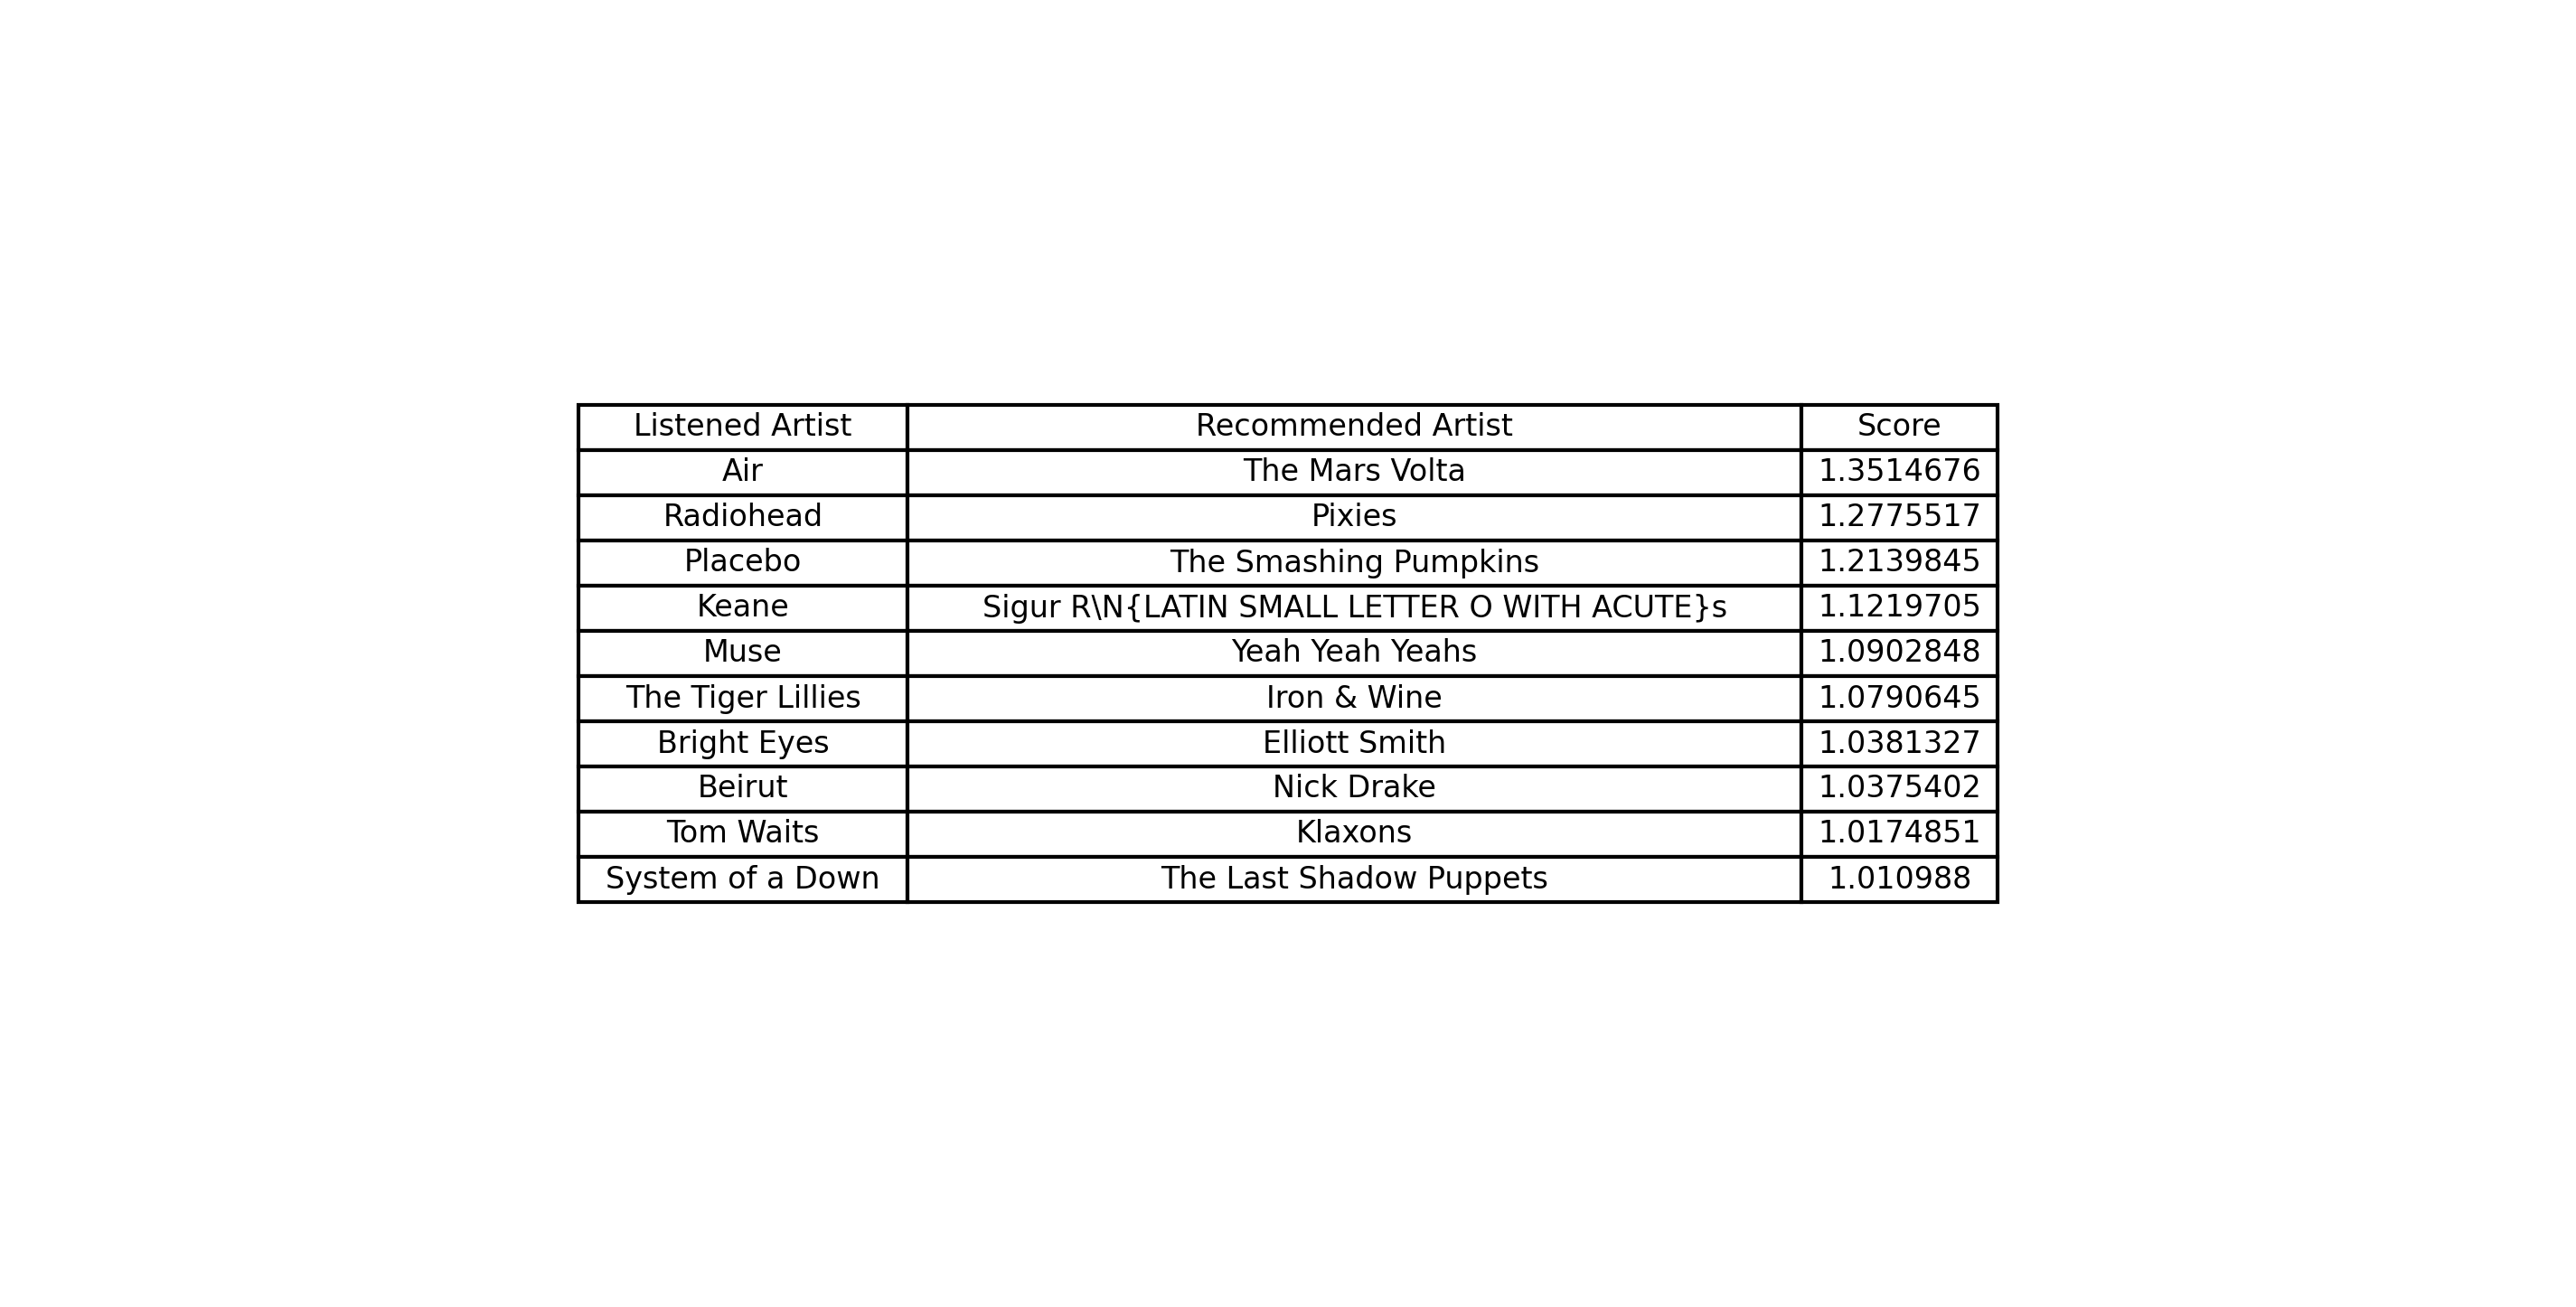 Listened Artist Recommended Artist Score
Air The Mars Volta 1.3514676
Radiohead Pixies 1.2775517
Placebo The Smashing Pumpkins 1.2139845
Keane Sigur R\N{LATIN SMALL LETTER O WITH ACUTE}s 1.1219705
Muse Yeah Yeah Yeahs 1.0902848
The Tiger Lillies Iron & Wine 1.0790645
Bright Eyes Elliott Smith 1.0381327
Beirut Nick Drake 1.0375402
Tom Waits Klaxons 1.0174851
System of a Down The Last Shadow Puppets 1.010988